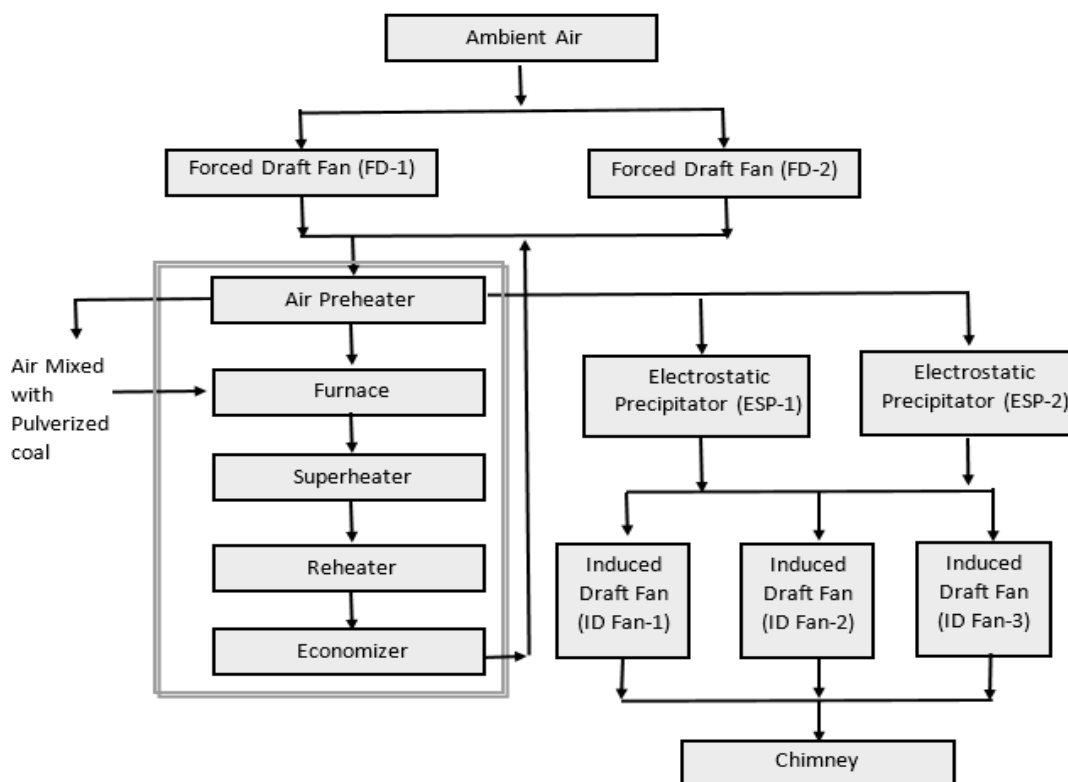 Ambient Air
Forced Draft Fan (FD-1)
Forced Draft Fan (FD-2)
Air Preheater
Air Mixed
with
Pulverized
coal
Furnace
Superheater
Reheater
Economizer
Electrostatic
Precipitator (ESP-1)
Electrostatic
Precipitator (ESP-2)
Induced
Draft Fan
(ID Fan-1)
Induced
Draft Fan
(ID Fan-2)
Induced
Draft Fan
(ID Fan-3)
Chimney